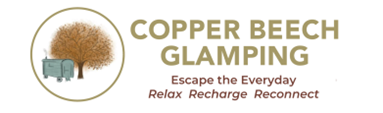 COPPER BEECH
GLAMPING
Escape the Everyday
Relax Recharge Reconnect